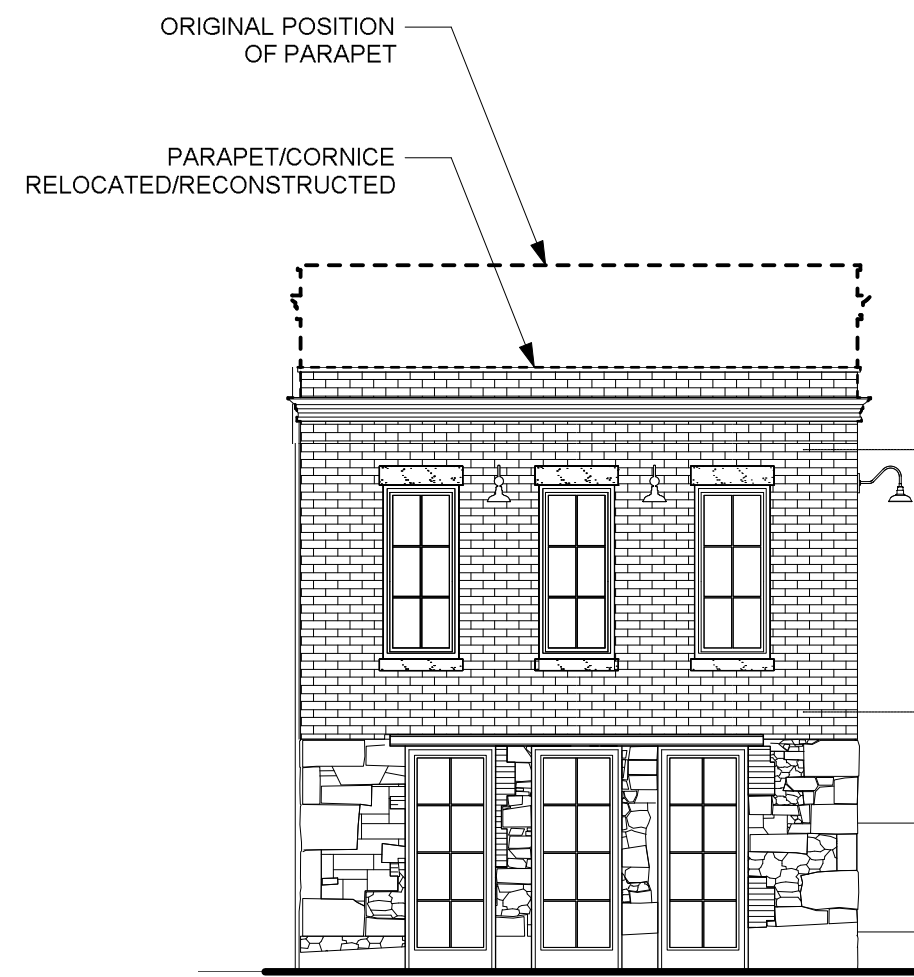 ORIGINAL POSITION
OF PARAPET
PARAPET/CORNICE
RELOCATED/RECONSTRUCTED